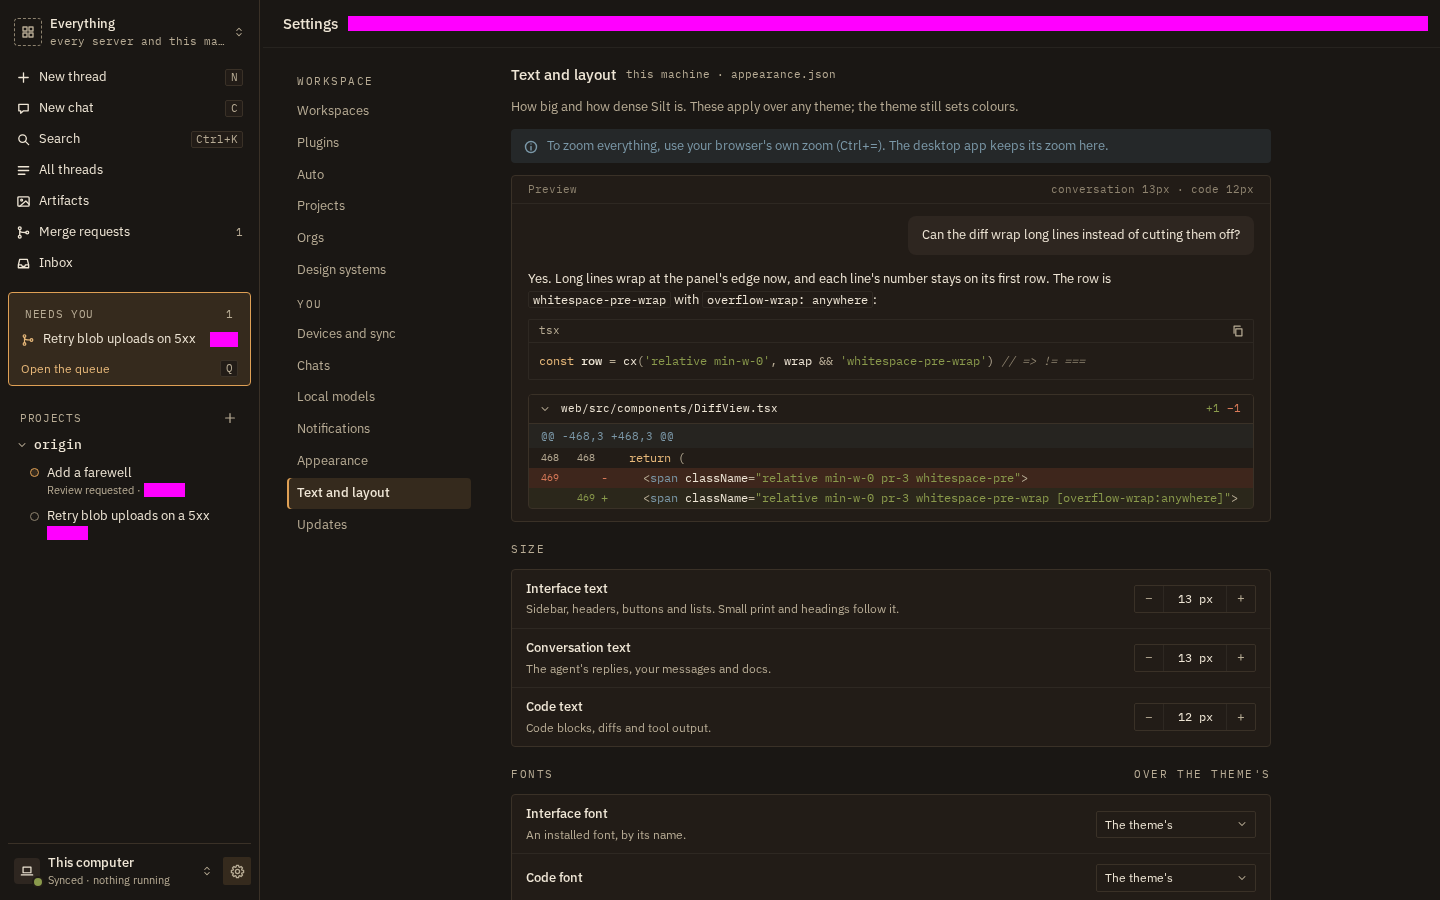 Everything
every server and this ma…
New thread N
New chat C
Search Ctrl+K
All threads
Artifacts
Merge requests 1
Inbox
NEEDS YOU 1
Retry blob uploads on 5xx
Open the queue Q
PROJECTS
origin
Add a farewell
Review requested ·
Retry blob uploads on a 5xx
This computer
Synced · nothing running
Settings
WORKSPACE
Workspaces
Plugins
Auto
Projects
Orgs
Design systems
YOU
Devices and sync
Chats
Local models
Notifications
Appearance
Text and layout
Updates
Text and layout this machine · appearance.json
How big and how dense Silt is. These apply over any theme; the theme still sets colours.
To zoom everything, use your browser's own zoom (Ctrl+=). The desktop app keeps its zoom here.
Preview conversation 13px · code 12px
Can the diff wrap long lines instead of cutting them off?
Yes. Long lines wrap at the panel's edge now, and each line's number stays on its first row. The row is
whitespace-pre-wrap with overflow-wrap: anywhere :
tsx
const row = cx('relative min-w-0', wrap && 'whitespace-pre-wrap') // => != ===
web/src/components/DiffView.tsx +1 −1
@@ -468,3 +468,3 @@
468 468 return (
469 - <span className="relative min-w-0 pr-3 whitespace-pre">
469 + <span className="relative min-w-0 pr-3 whitespace-pre-wrap [overflow-wrap:anywhere]">
SIZE
Interface text
Sidebar, headers, buttons and lists. Small print and headings follow it.
− 13 px +
Conversation text
The agent's replies, your messages and docs.
− 13 px +
Code text
Code blocks, diffs and tool output.
− 12 px +
FONTS OVER THE THEME'S
Interface font
An installed font, by its name.
The theme's
Code font
The theme's